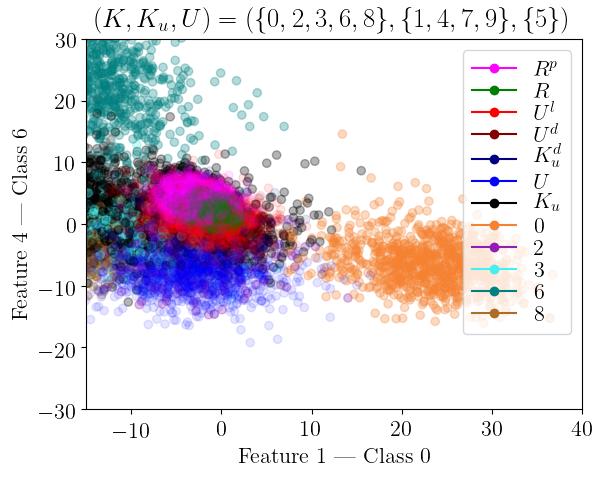 (K, K_u, U) = ({0, 2, 3, 6, 8}, {1, 4, 7, 9}, {5})
30
20
10
0
−10
−20
−30
−10
0
10
20
30
40
Feature 4 — Class 6
Feature 1 — Class 0
R^p
R
U^l
U^d
K_u^d
U
K_u
0
2
3
6
8